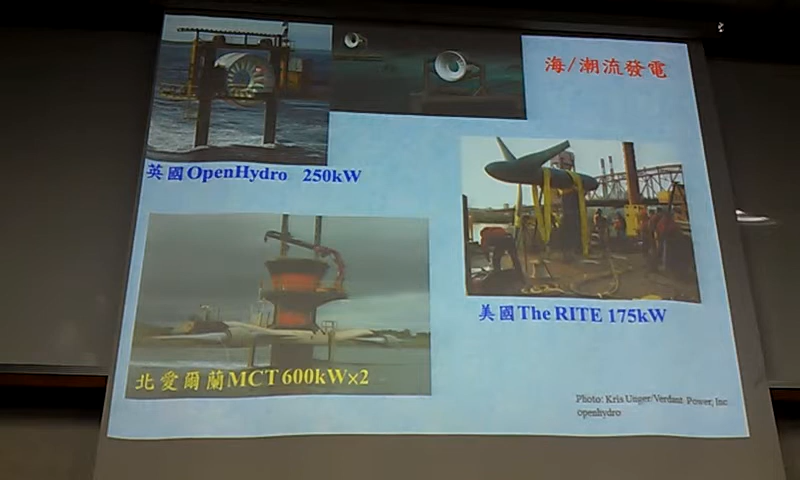 海/潮流發電
英國OpenHydro 250kW
美國The RITE 175kW
北愛爾蘭MCT 600kW×2
Photo: Kris Unger/Verdant Power, Inc
openhydro